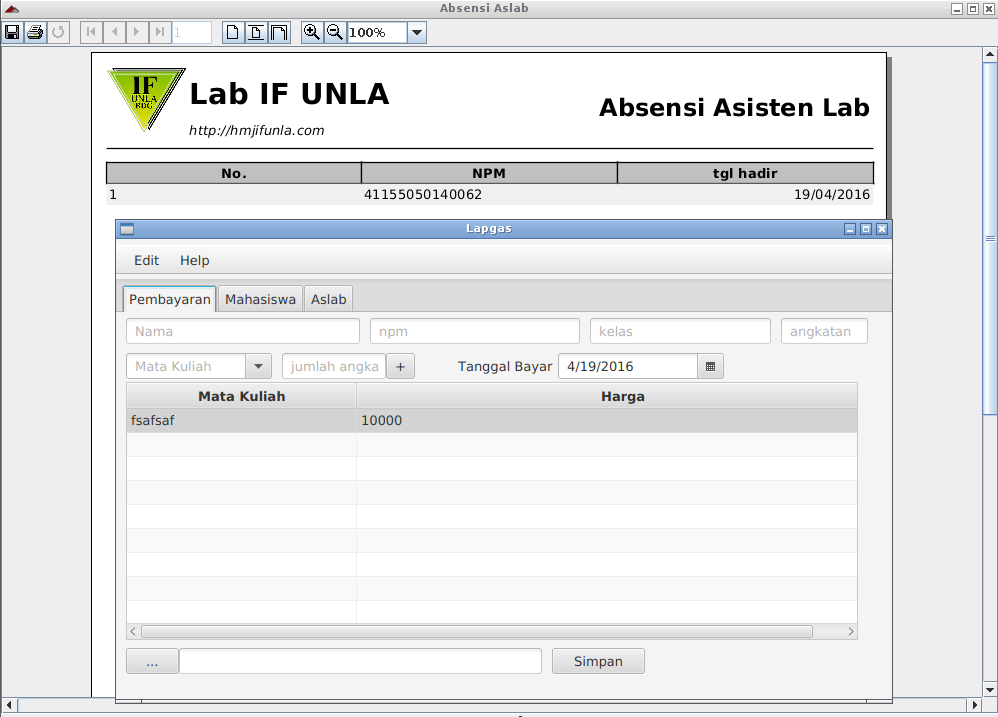 Absensi Aslab
1
100%
IF
UNLA
BDG
Lab IF UNLA
http://hmjifunla.com
Absensi Asisten Lab
No. NPM tgl hadir
1 41155050140062 19/04/2016
Lapgas
Edit Help
Pembayaran Mahasiswa Aslab
Nama npm kelas angkatan
Mata Kuliah jumlah angka + Tanggal Bayar 4/19/2016
Mata Kuliah Harga
fsafsaf 10000
... Simpan